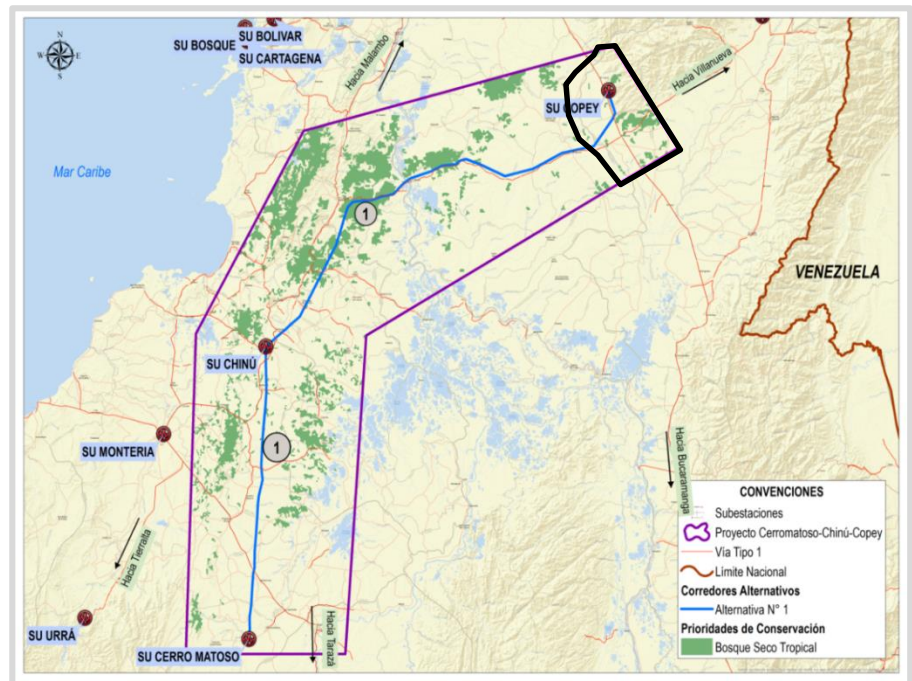 N
W E
S
SU BOLIVAR
SU BOSQUE
SU CARTAGENA
Hacia Malambo
Hacia Villanueva
SU COPEY
Mar Caribe
1
VENEZUELA
SU CHINÚ
SU MONTERIA
1
Hacia Bucaramanga
Hacia Tierralta
Hacia Tarazá
SU URRÁ
SU CERRO MATOSO
CONVENCIONES
Subestaciones
Proyecto Cerromatoso-Chinú-Copey
Vía Tipo 1
Limite Nacional
Corredores Alternativos
Alternativa N° 1
Prioridades de Conservación
Bosque Seco Tropical